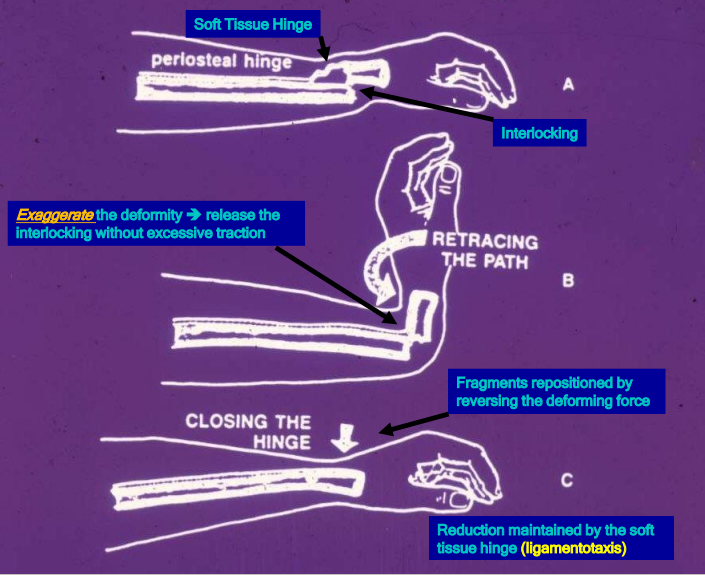 Soft Tissue Hinge
periosteal hinge
A
Interlocking
Exaggerate the deformity ➔ release the
interlocking without excessive traction
RETRACING
THE PATH
B
Fragments repositioned by
reversing the deforming force
CLOSING THE
HINGE
C
Reduction maintained by the soft
tissue hinge (ligamentotaxis)